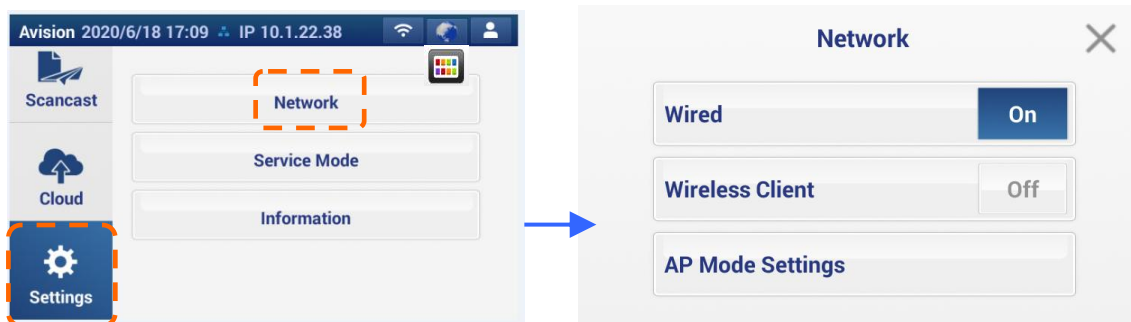 Avision 2020/6/18 17:09 IP 10.1.22.38
Scancast
Cloud
Settings
Network
Service Mode
Information
Network
Wired On
Wireless Client Off
AP Mode Settings